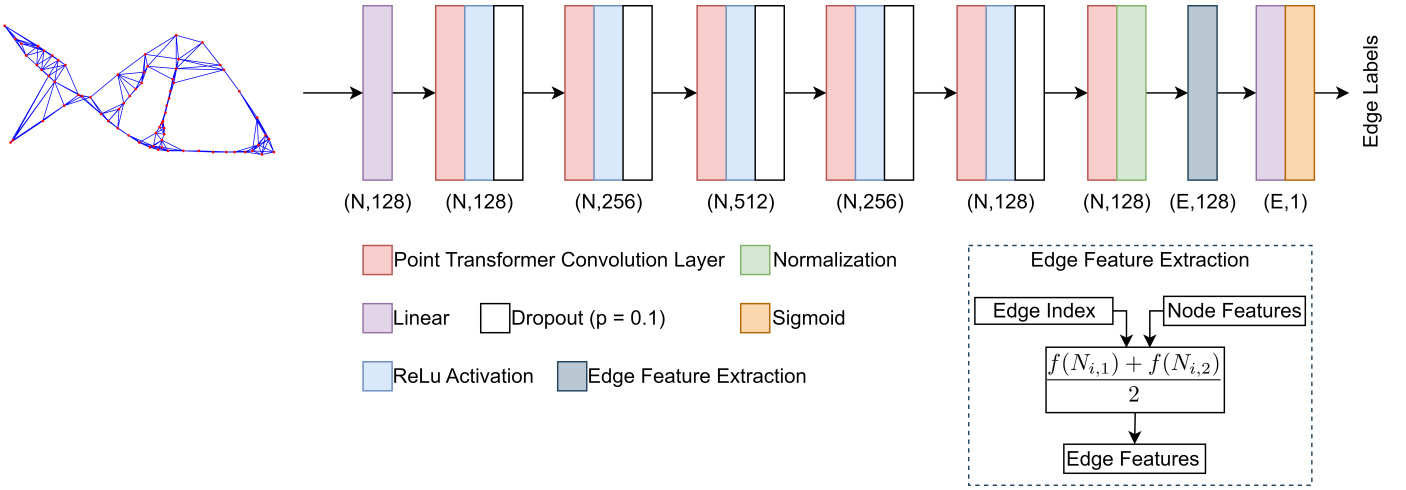 Edge Labels
(N,128) (N,128) (N,256) (N,512) (N,256) (N,128) (N,128) (E,128) (E,1)
Point Transformer Convolution Layer Normalization
Linear Dropout (p = 0.1) Sigmoid
ReLu Activation Edge Feature Extraction
Edge Feature Extraction
Edge Index Node Features
f(N_{i,1}) + f(N_{i,2})
2
Edge Features